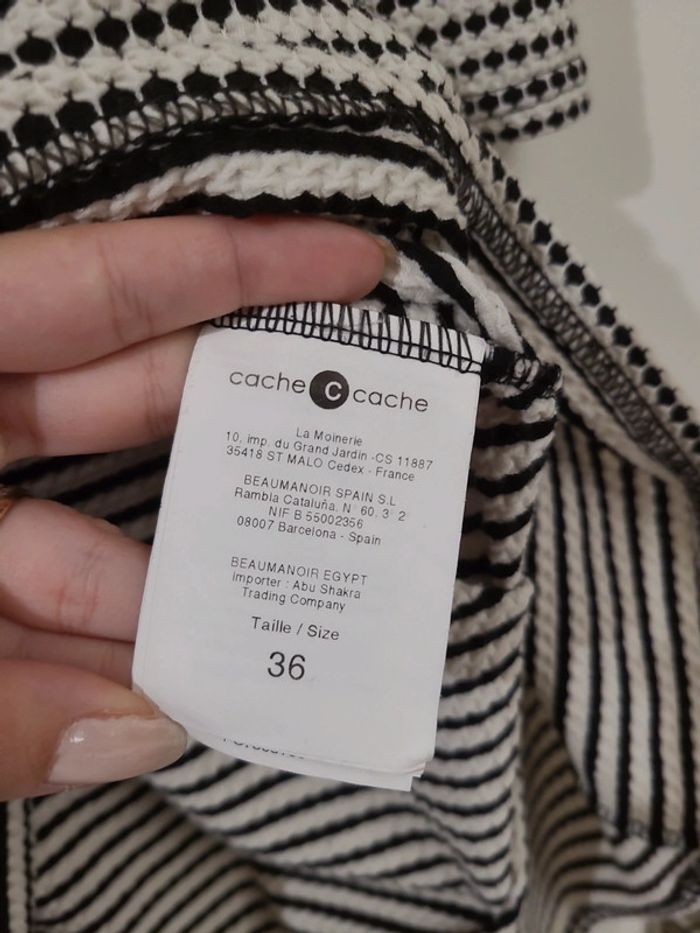 cache C cache
La Moinerie
10, imp. du Grand Jardin -CS 11887
35418 ST MALO Cedex - France
BEAUMANOIR SPAIN S.L
Rambla Cataluña, N° 60, 3° 2
NIF B 55002356
08007 Barcelona - Spain
BEAUMANOIR EGYPT
Importer : Abu Shakra
Trading Company
Taille / Size
36